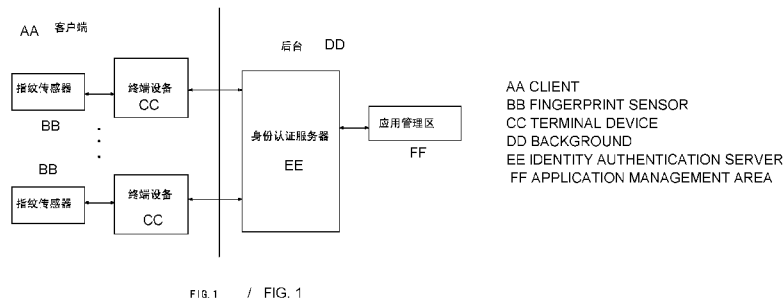 AA 客户端
后台 DD
指纹传感器
BB
终端设备
CC
身份认证服务器
EE
应用管理区
FF
BB
指纹传感器
终端设备
CC
AA CLIENT
BB FINGERPRINT SENSOR
CC TERMINAL DEVICE
DD BACKGROUND
EE IDENTITY AUTHENTICATION SERVER
FF APPLICATION MANAGEMENT AREA
FIG.1 / FIG. 1